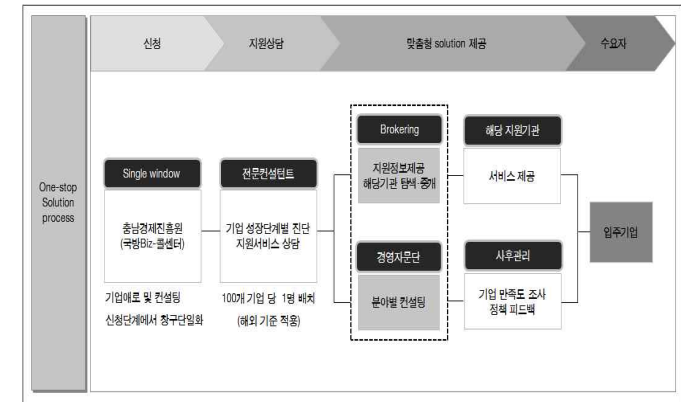 신청
지원상담
맞춤형 solution 제공
수요자
One-stop
Solution
process
Single window
충남경제진흥원
(국방Biz-콜센터)
기업애로 및 컨설팅
신청단계에서 창구단일화
전문컨설턴트
기업 성장단계별 진단
지원서비스 상담
100개 기업 당 1명 배치
(해외 기준 적용)
Brokering
지원정보제공
해당기관 탐색·중개
경영자문단
분야별 컨설팅
해당 지원기관
서비스 제공
사후관리
기업 만족도 조사
정책 피드백
입주기업